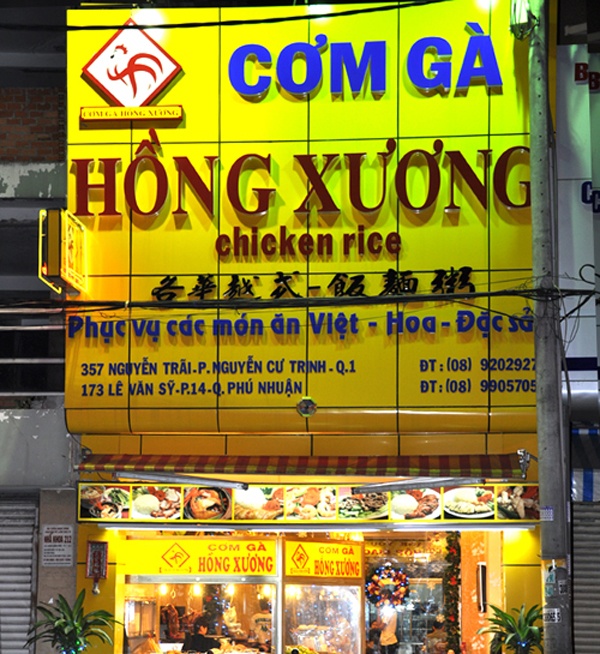 CƠM GÀ
CƠM GÀ HỒNG XƯƠNG
HỒNG XƯƠNG
chicken rice
各華越式-飯麵粥
Phục vụ các món ăn Việt - Hoa - Đặc sả
357 NGUYỄN TRÃI-P. NGUYỄN CƯ TRINH-Q.1
ĐT: (08) 9202927
173 LÊ VĂN SỸ-P.14-Q. PHÚ NHUẬN
ĐT: (08) 9905705
CƠM GÀ
HỒNG XƯƠNG
CƠM GÀ
HỒNG XƯƠNG